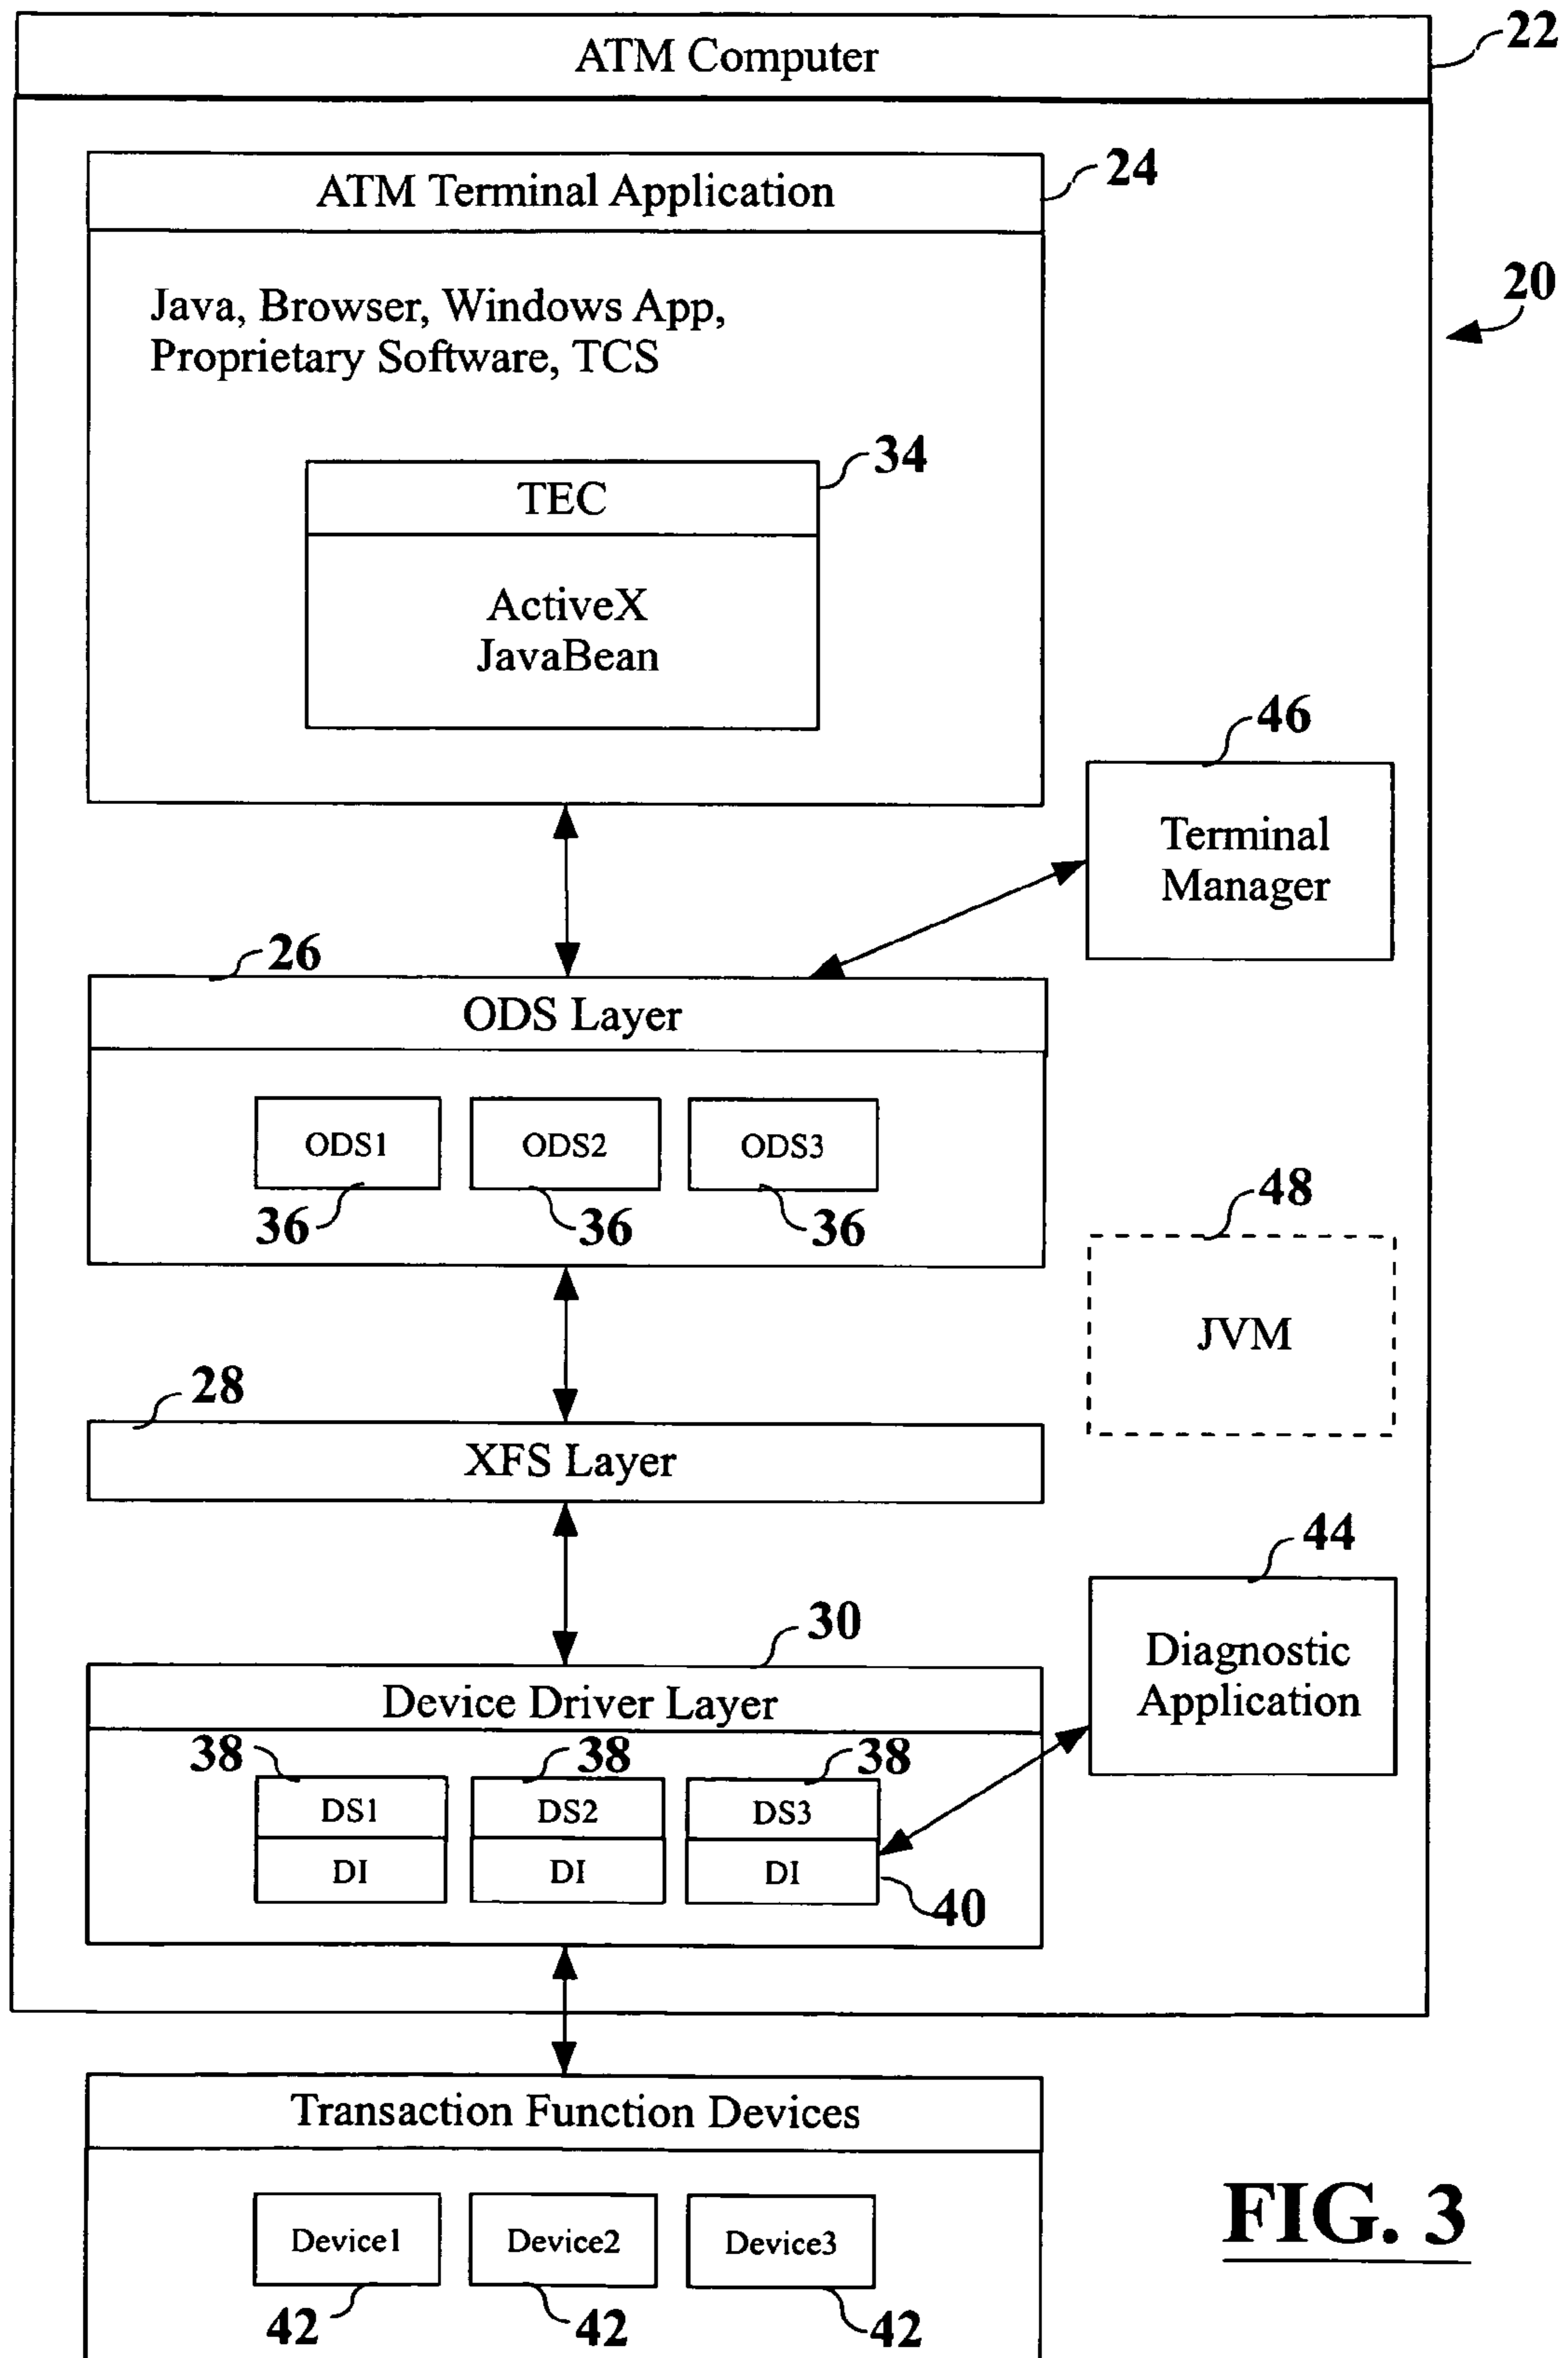 ATM Computer
22
ATM Terminal Application
24
20
Java, Browser, Windows App,
Proprietary Software, TCS
34
TEC
ActiveX
JavaBean
46
Terminal
Manager
26
ODS Layer
ODS1 ODS2 ODS3
36 36 36
48
JVM
28
XFS Layer
44
Diagnostic
Application
30
Device Driver Layer
38 38 38
DS1 DS2 DS3
DI DI DI
40
Transaction Function Devices
Device1 Device2 Device3
42 42 42
FIG. 3